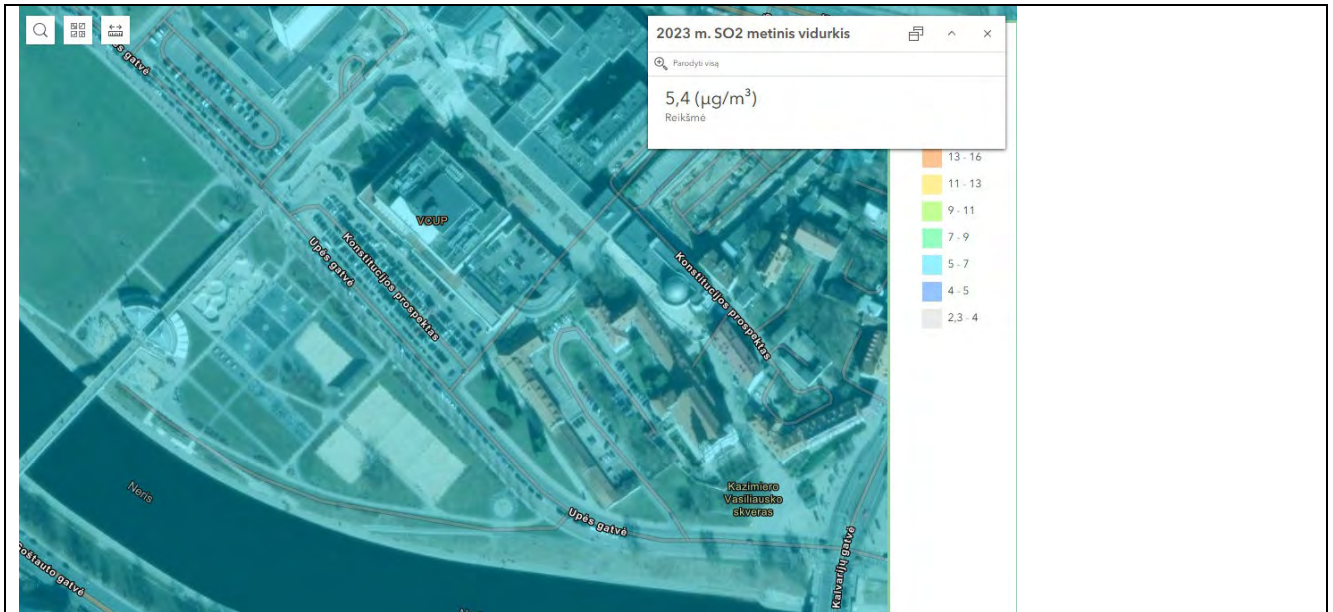 2023 m. SO2 metinis vidurkis
Parodyti visą
5,4 (µg/m³)
Reikšmė
13 - 16
11 - 13
9 - 11
7 - 9
5 - 7
4 - 5
2,3 - 4
VCUP
Konstitucijos prospektas
Upės gatvė
Konstitucijos prospektas
Neris
Kazimiero
Vasiliausko
skveras
Upės gatvė
Kalvarijų gatvė